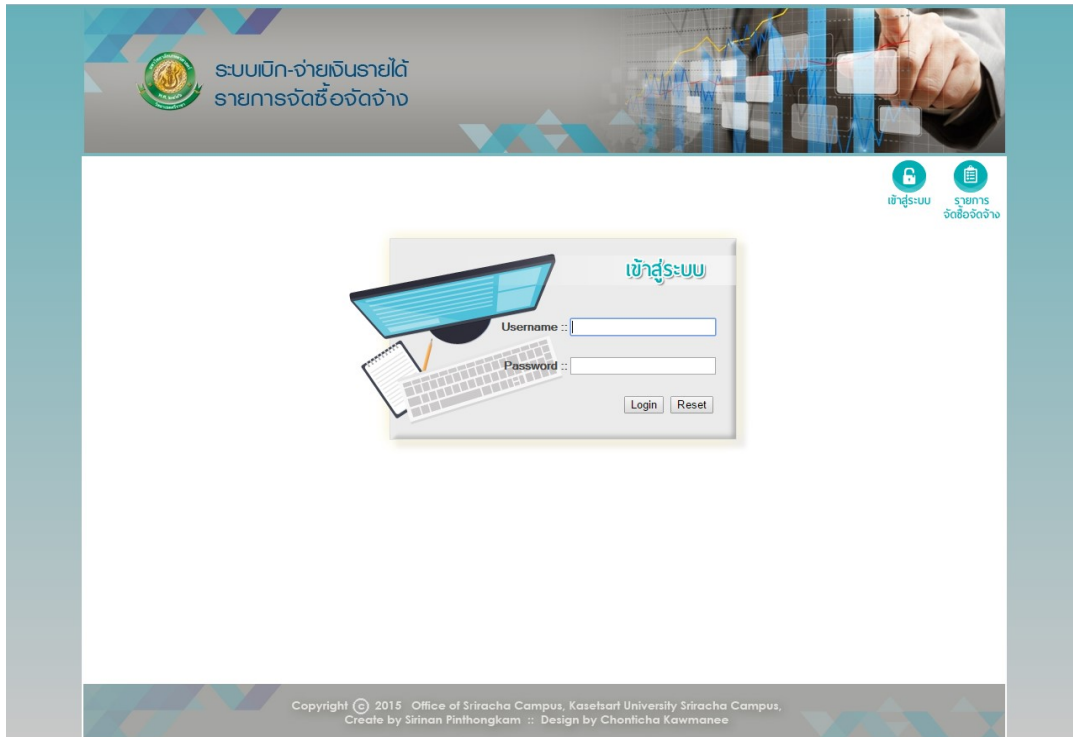 ระบบเบิก-จ่ายเงินรายได้
รายการจัดซื้อจัดจ้าง
เข้าสู่ระบบ
รายการ
จัดซื้อจัดจ้าง
เข้าสู่ระบบ
Username ::
Password ::
Login Reset
Copyright © 2015 Office of Sriracha Campus, Kasetsart University Sriracha Campus,
Create by Sirinan Pinthongkam :: Design by Chonticha Kawmanee